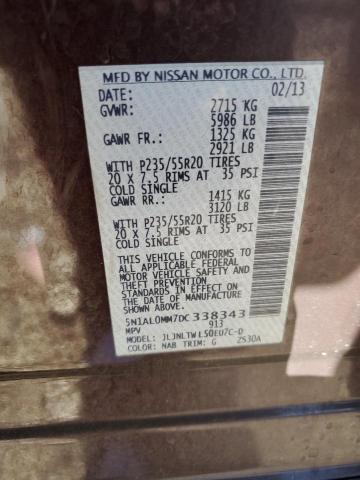 MFD BY NISSAN MOTOR CO., LTD.
DATE: 02/13
GVWR: 2715 KG
5986 LB
GAWR FR.: 1325 KG
2921 LB
WITH P235/55R20 TIRES
20 X 7.5 RIMS AT 35 PSI
COLD SINGLE
GAWR RR.: 1415 KG
3120 LB
WITH P235/55R20 TIRES
20 X 7.5 RIMS AT 35 PSI
COLD SINGLE
THIS VEHICLE CONFORMS TO
ALL APPLICABLE FEDERAL
MOTOR VEHICLE SAFETY AND
THEFT PREVENTION
STANDARDS IN EFFECT ON
THE DATE OF MANUFACTURE
SHOWN ABOVE.
5N1AL0MM7DC338343
MPV 913
MODEL: JLJNLTW L50EU7C-D
COLOR: NAB TRIM: G ZS30A